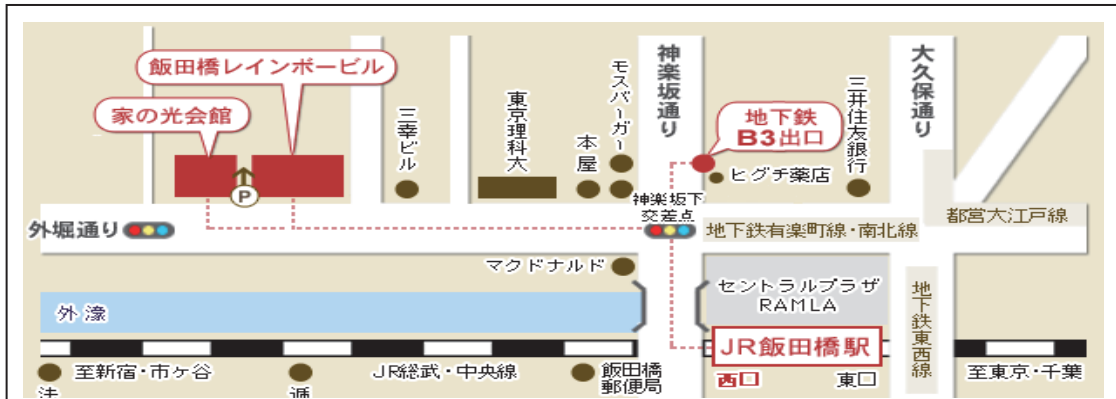 飯田橋レインボービル
家の光会館
P
三幸ビル
東京理科大
本屋
モスバーガー
神楽坂通り
地下鉄
B3出口
ヒグチ薬店
三井住友銀行
大久保通り
外堀通り
神楽坂下
交差点
地下鉄有楽町線・南北線
都営大江戸線
マクドナルド
セントラルプラザ
RAMLA
地下鉄東西線
外濠
JR飯田橋駅
至新宿・市ヶ谷
JR総武・中央線
飯田橋
郵便局
西口
東口
至東京・千葉